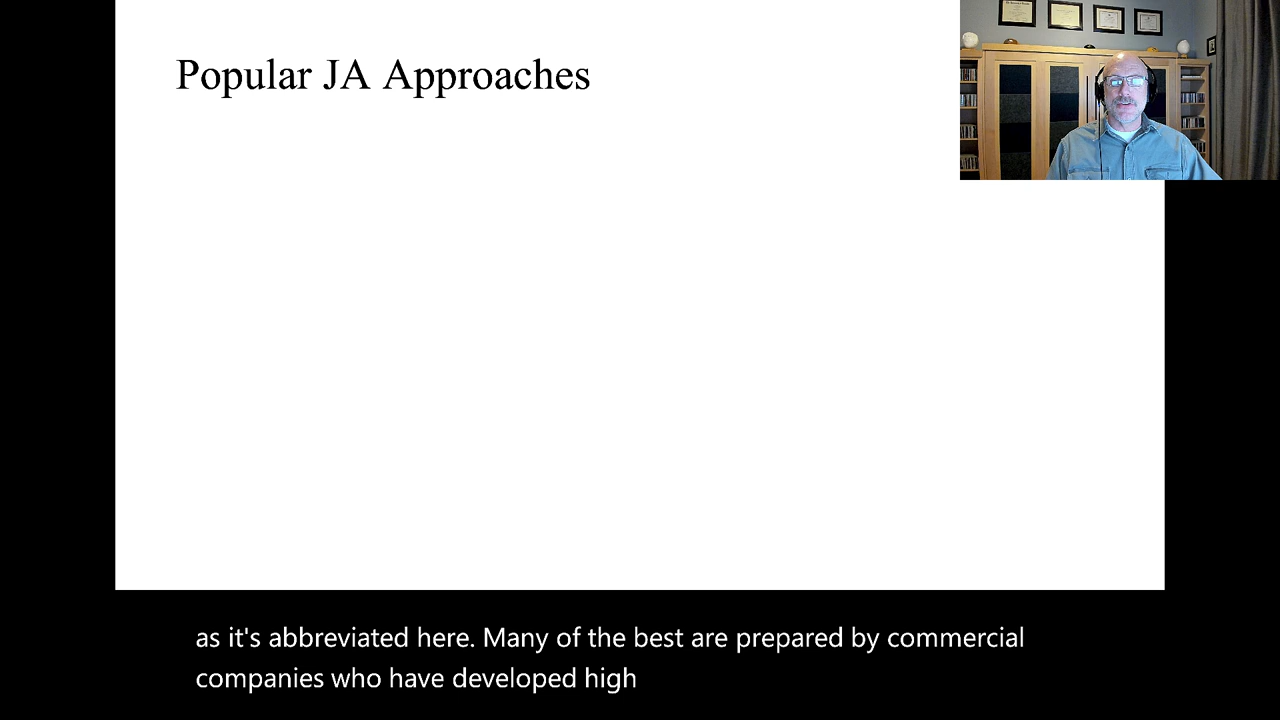 Popular JA Approaches
as it's abbreviated here. Many of the best are prepared by commercial
companies who have developed high